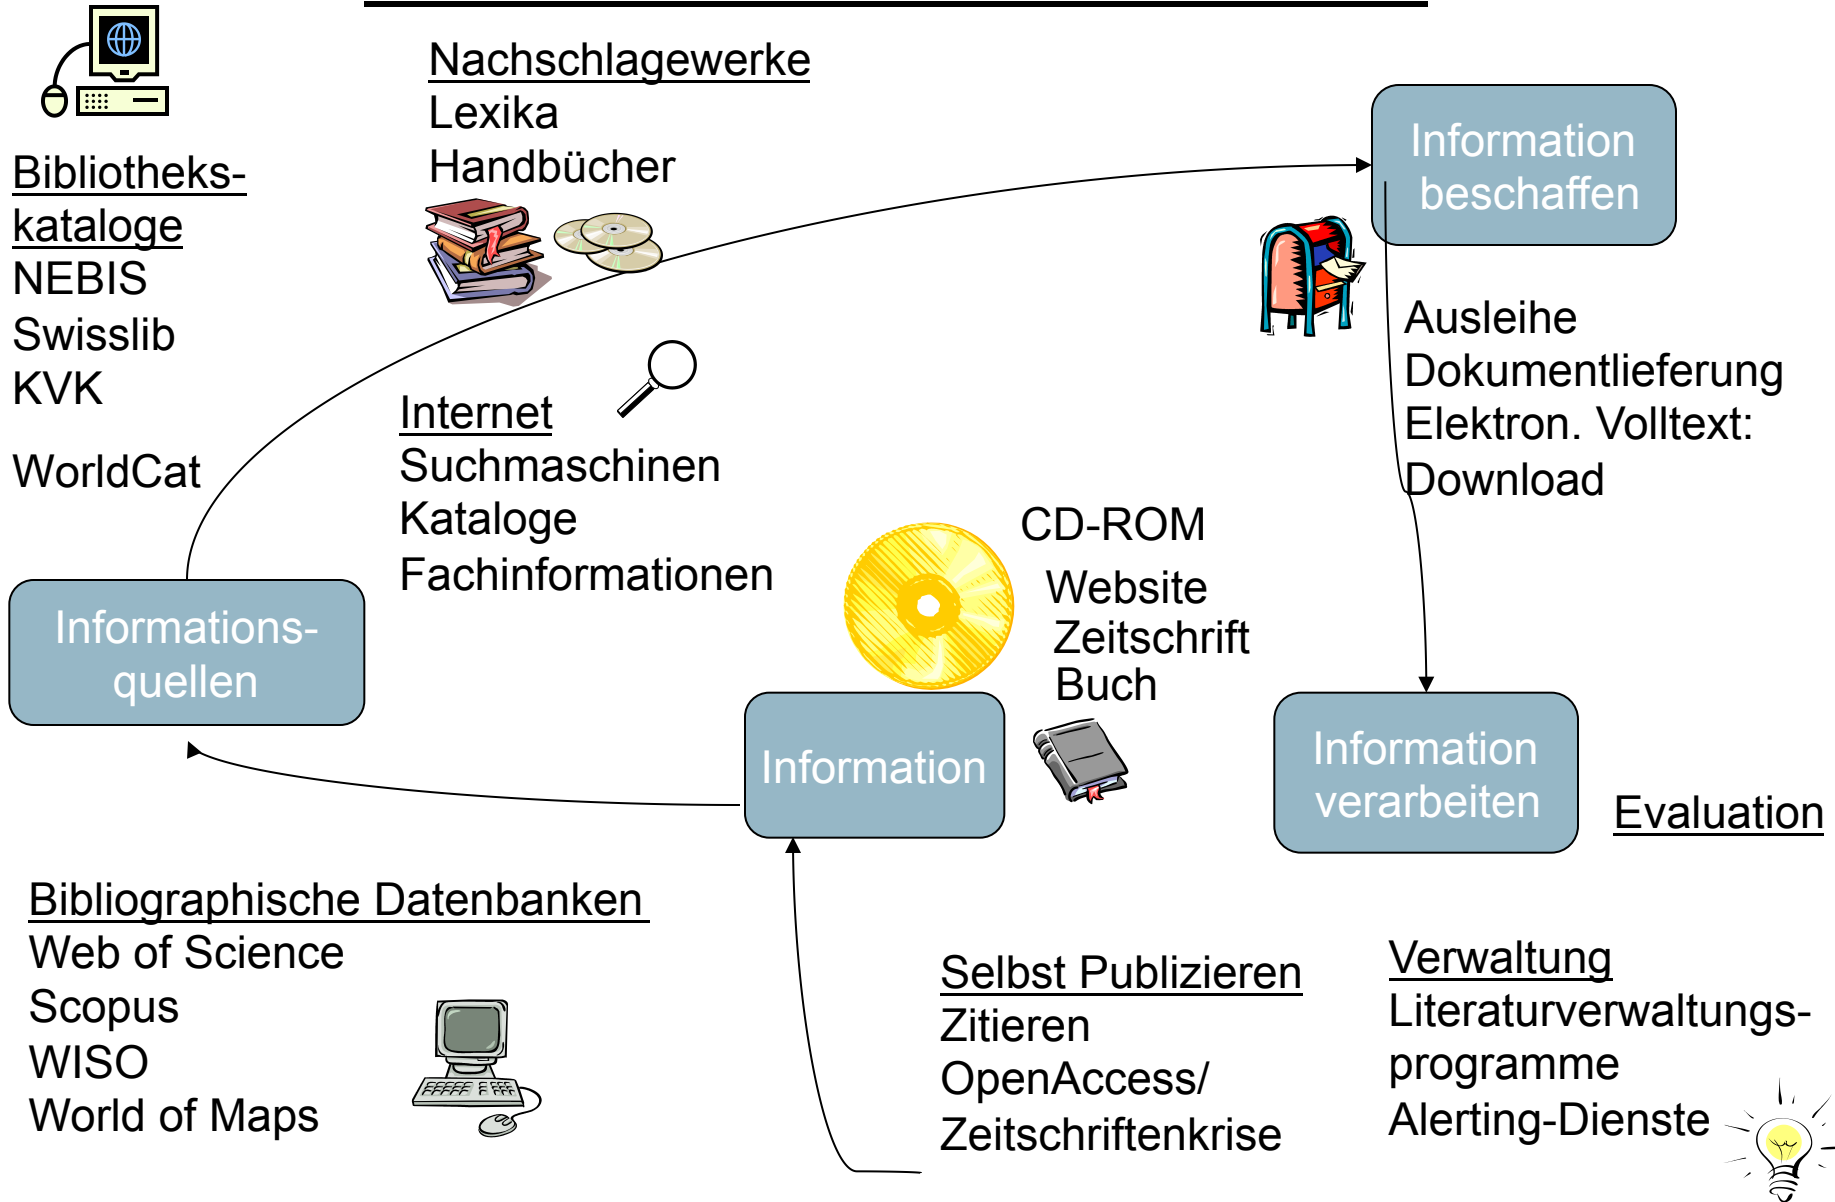 Nachschlagewerke
Lexika
Handbücher
Bibliotheks-
kataloge
NEBIS
Swisslib
KVK
WorldCat
Internet
Suchmaschinen
Kataloge
Fachinformationen
Information
beschaffen
Ausleihe
Dokumentlieferung
Elektron. Volltext:
Download
CD-ROM
Website
Zeitschrift
Buch
Informations-
quellen
Information
Information
verarbeiten
Evaluation
Bibliographische Datenbanken
Web of Science
Scopus
WISO
World of Maps
Selbst Publizieren
Zitieren
OpenAccess/
Zeitschriftenkrise
Verwaltung
Literaturverwaltungs-
programme
Alerting-Dienste